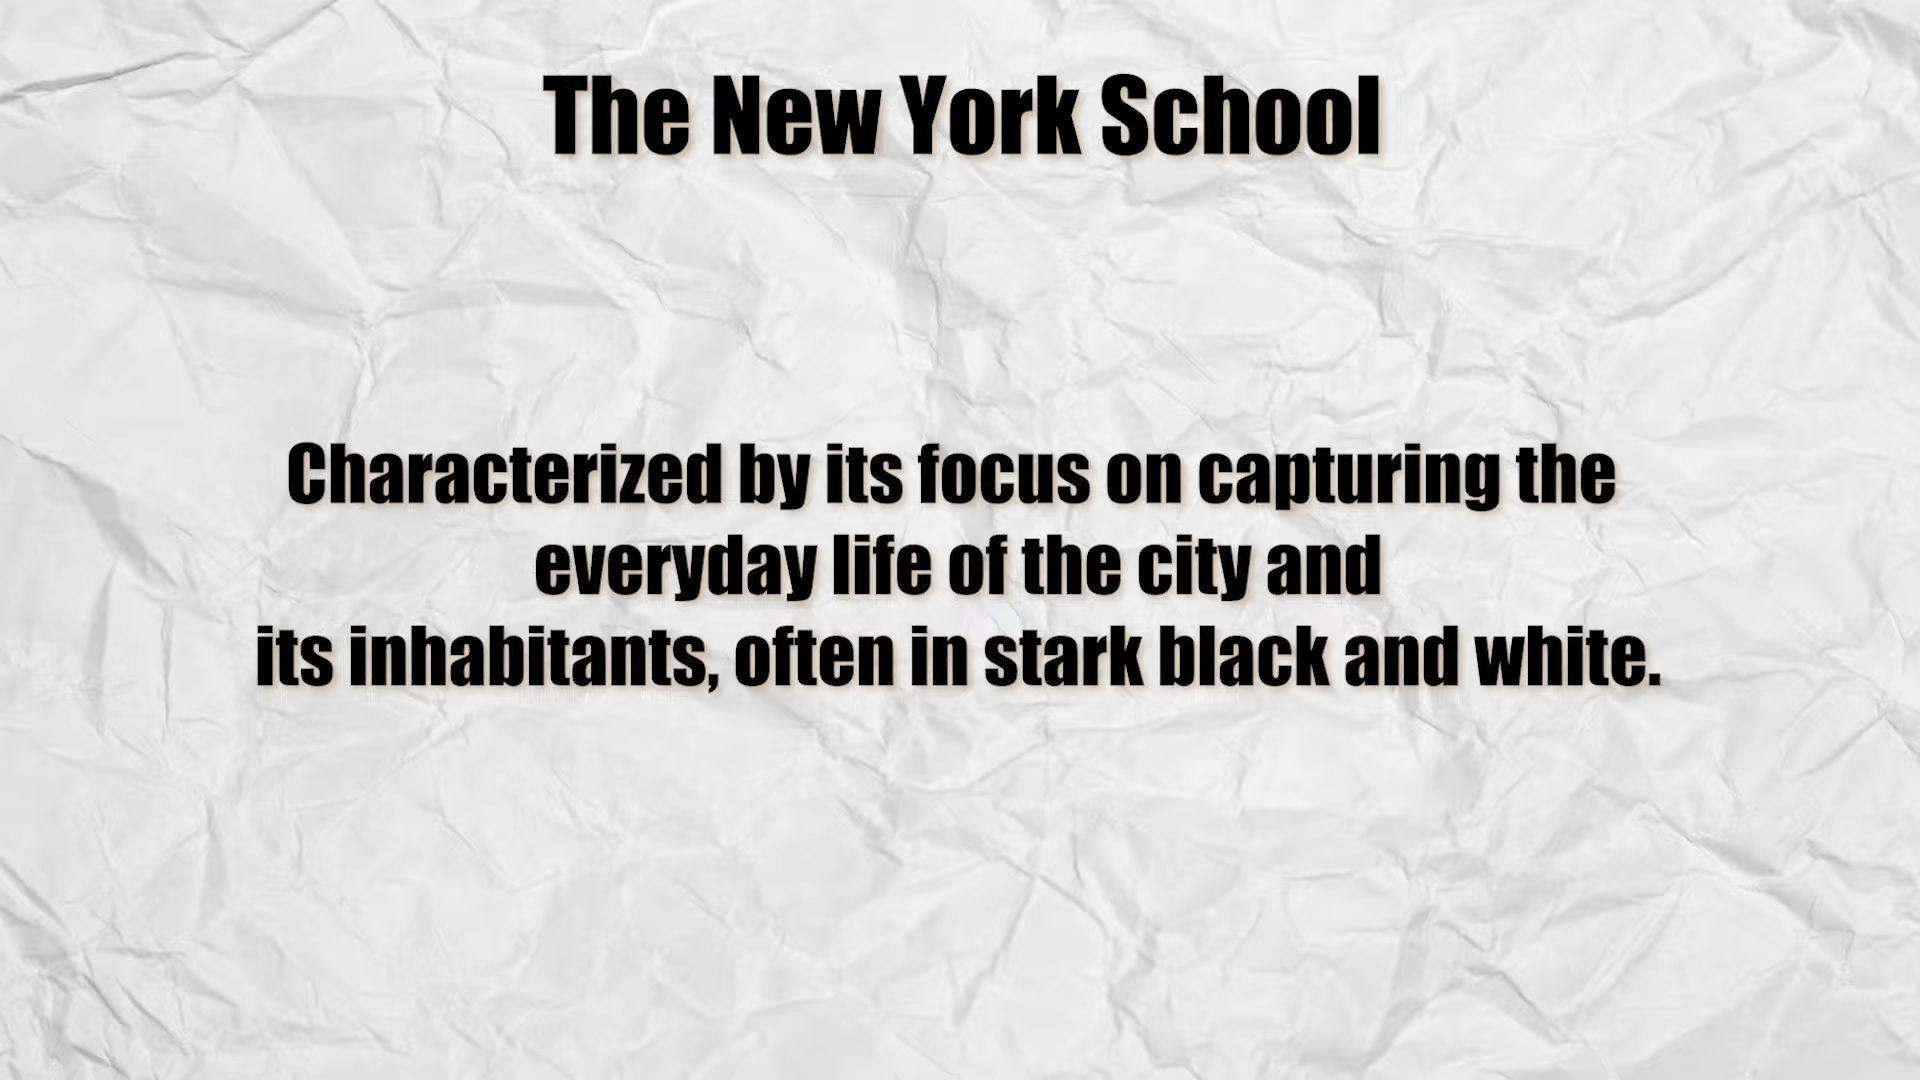 The New York School
Characterized by its focus on capturing the
everyday life of the city and
its inhabitants, often in stark black and white.